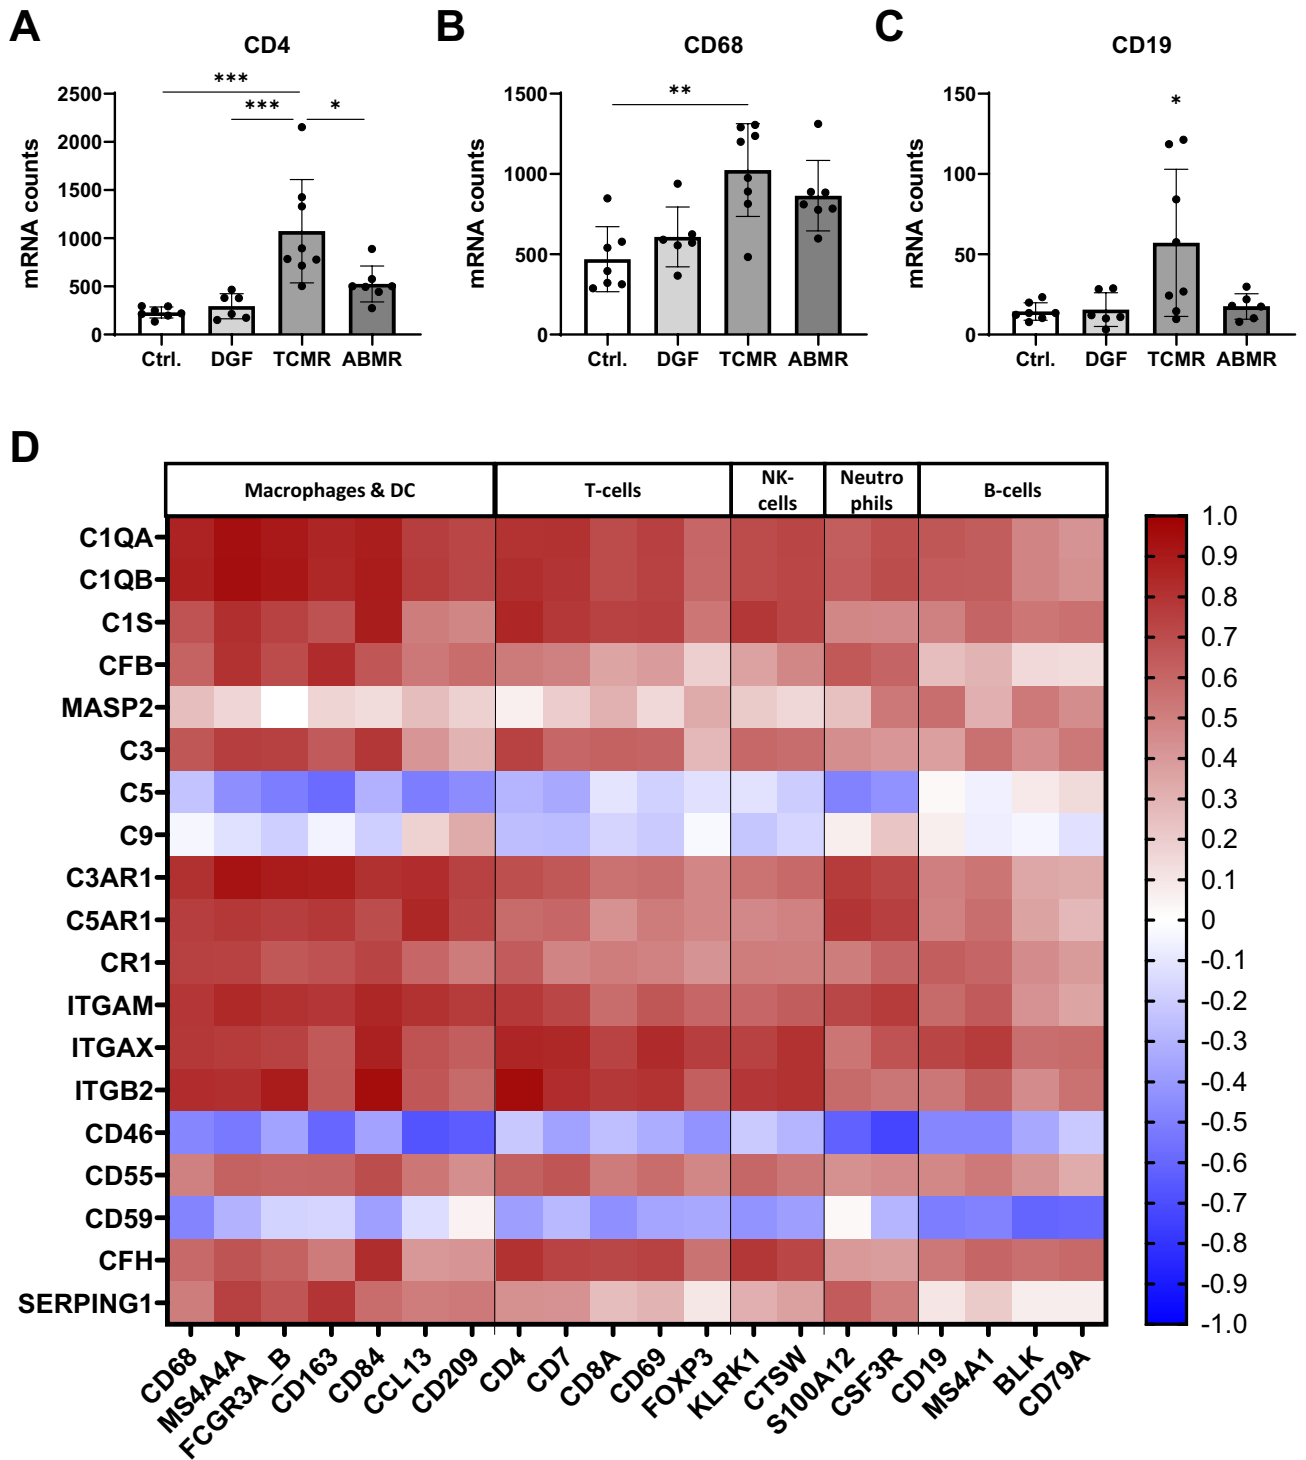 A
B
C
CD4
CD68
CD19
***
***
*
**
*
mRNA counts
2500
2000
1500
1000
500
0
Ctrl.
DGF
TCMR
ABMR
mRNA counts
1500
1000
500
0
Ctrl.
DGF
TCMR
ABMR
mRNA counts
150
100
50
0
Ctrl.
DGF
TCMR
ABMR
D
Macrophages & DC
T-cells
NK-
cells
Neutro
phils
B-cells
C1QA
C1QB
C1S
CFB
MASP2
C3
C5
C9
C3AR1
C5AR1
CR1
ITGAM
ITGAX
ITGB2
CD46
CD55
CD59
CFH
SERPING1
CD68
MS4A4A
FCGR3A_B
CD163
CD84
CCL13
CD209
CD4
CD7
CD8A
CD69
FOXP3
KLRK1
CTSW
S100A12
CSF3R
CD19
MS4A1
BLK
CD79A
1.0
0.9
0.8
0.7
0.6
0.5
0.4
0.3
0.2
0.1
0
-0.1
-0.2
-0.3
-0.4
-0.5
-0.6
-0.7
-0.8
-0.9
-1.0